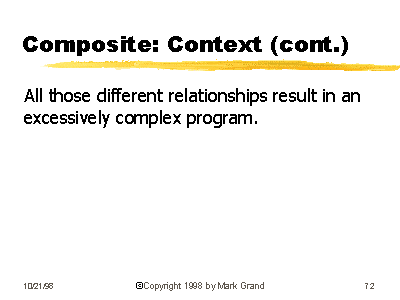 Composite: Context (cont.)
All those different relationships result in an
excessively complex program.
10/21/98 ©Copyright 1998 by Mark Grand 72